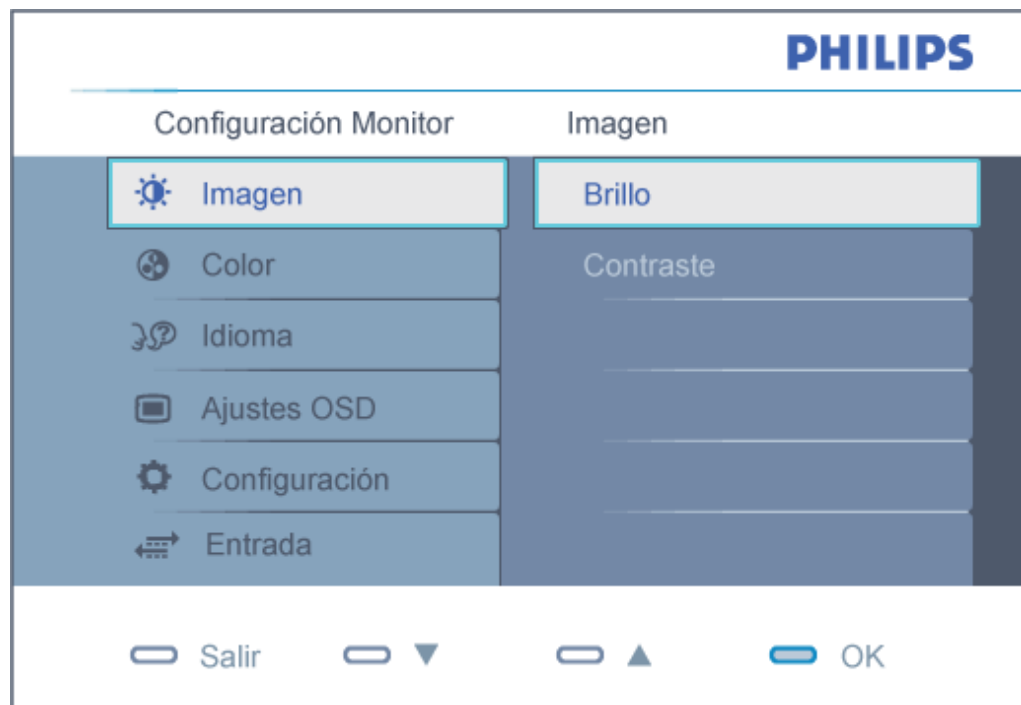 PHILIPS
Configuración Monitor Imagen
Imagen Brillo
Color Contraste
Idioma
Ajustes OSD
Configuración
Entrada
Salir ▼ ▲ OK